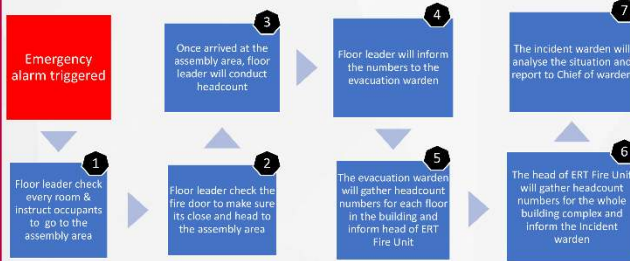 Emergency
alarm triggered
1
Floor leader check
every room &
instruct occupants
to go to the
assembly area
2
Floor leader check the
fire door to make sure
its close and head to
the assembly area
3
Once arrived at the
assembly area, floor
leader will conduct
headcount
4
Floor leader will inform
the numbers to the
evacuation warden
5
The evacuation warden
will gather headcount
numbers for each floor
in the building and
inform head of ERT
Fire Unit
6
The head of ERT Fire Unit
will gather headcount
numbers for the whole
building complex and
inform the Incident
warden
7
The incident warden will
analyse the situation and
report to Chief of warden